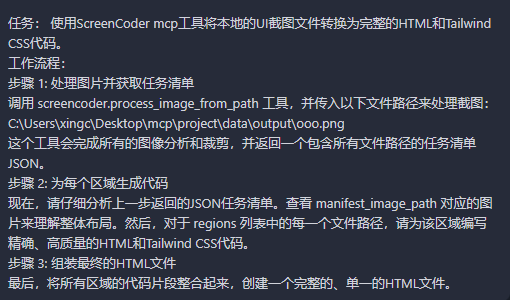 任务： 使用ScreenCoder mcp工具将本地的UI截图文件转换为完整的HTML和Tailwind
CSS代码。
工作流程：
步骤 1: 处理图片并获取任务清单
调用 screencoder.process_image_from_path 工具，并传入以下文件路径来处理截图：
C:\Users\xingc\Desktop\mcp\project\data\output\ooo.png
这个工具会完成所有的图像分析和裁剪，并返回一个包含所有文件路径的任务清单
JSON。
步骤 2: 为每个区域生成代码
现在，请仔细分析上一步返回的JSON任务清单。查看 manifest_image_path 对应的图
片来理解整体布局。然后，对于 regions 列表中的每一个文件路径，请为该区域编写
精确、高质量的HTML和Tailwind CSS代码。
步骤 3: 组装最终的HTML文件
最后，将所有区域的代码片段整合起来，创建一个完整的、单一的HTML文件。